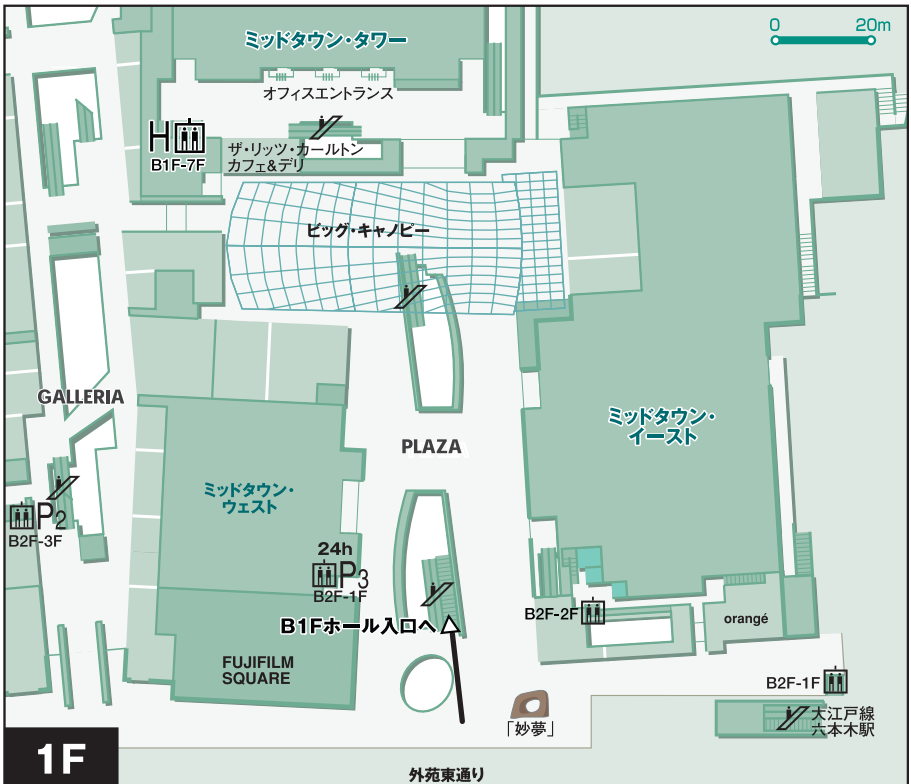 0 20m
ミッドタウン・タワー
オフィスエントランス
H
B1F-7F
ザ・リッツ・カールトン
カフェ&デリ
ビッグ・キャノピー
GALLERIA
PLAZA
ミッドタウン・
イースト
ミッドタウン・
ウェスト
P2
B2F-3F
24h
P3
B2F-1F
B1Fホール入口へ
B2F-2F
orangé
FUJIFILM
SQUARE
B2F-1F
「妙夢」
大江戸線
六本木駅
1F
外苑東通り